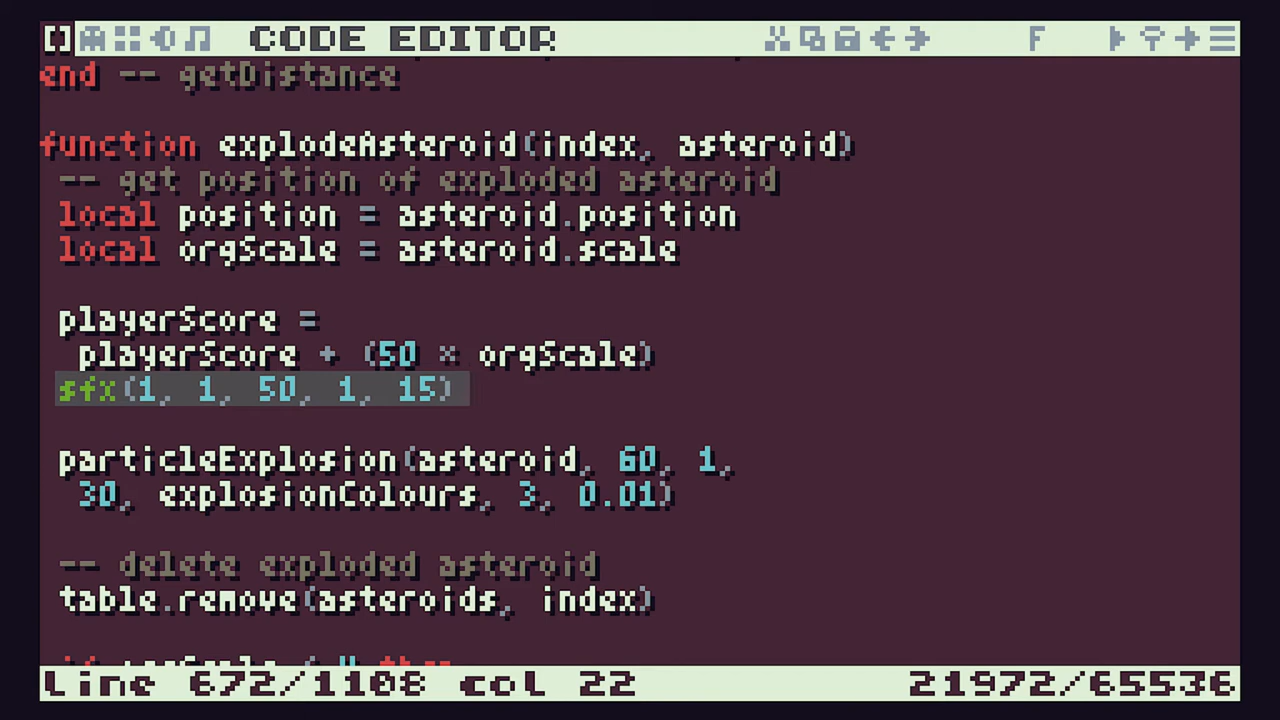 CODE EDITOR F
end -- getDistance
function explodeAsteroid(index, asteroid)
-- get position of exploded asteroid
local position = asteroid.position
local orgScale = asteroid.scale
playerScore =
playerScore + (50 * orgScale)
sfx(1, 1, 50, 1, 15)
particleExplosion(asteroid, 60, 1,
30, explosionColours, 3, 0.01)
-- delete exploded asteroid
table.remove(asteroids, index)
line 672/1108 col 22 21972/65536